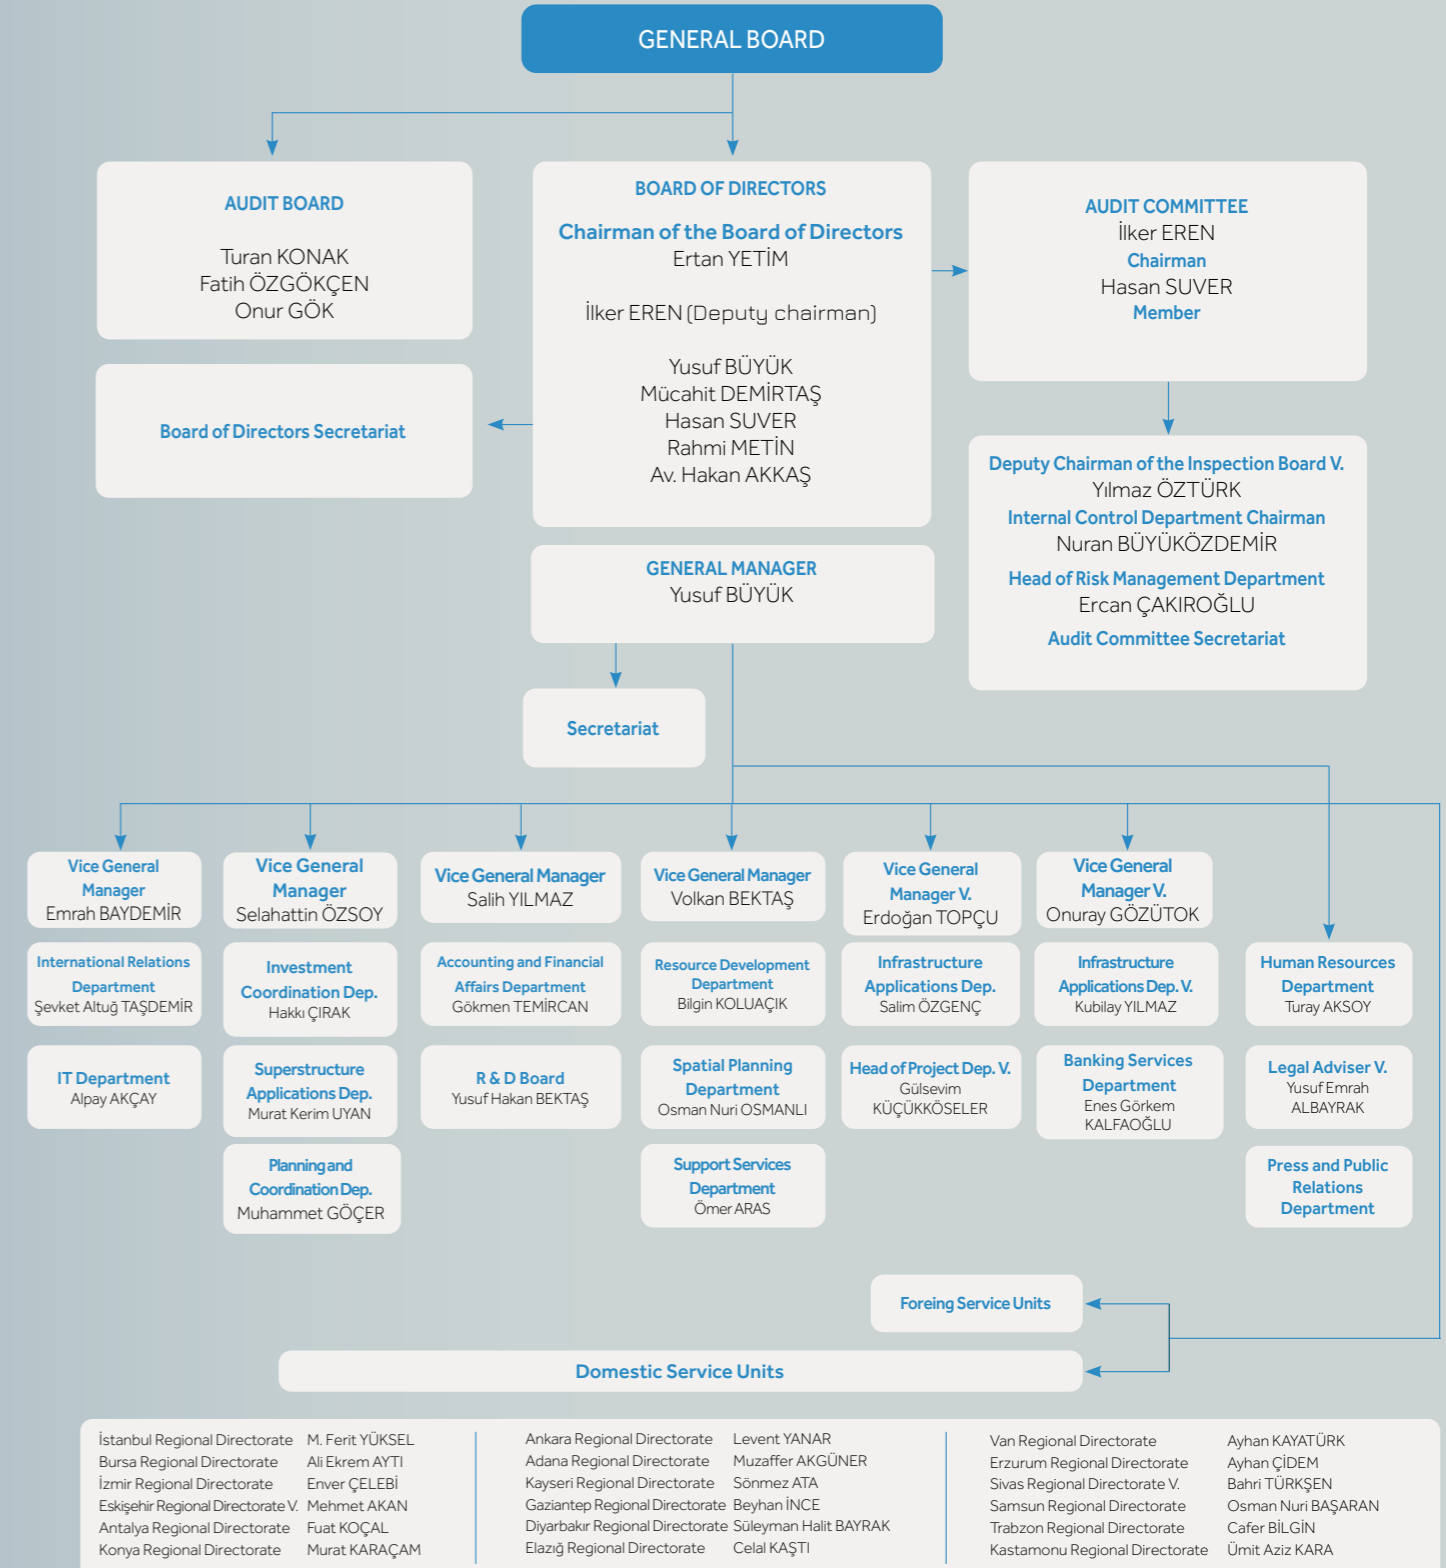 GENERAL BOARD
AUDIT BOARD
Turan KONAK
Fatih ÖZGÖKÇEN
Onur GÖK
BOARD OF DIRECTORS
Chairman of the Board of Directors
Ertan YETİM
İlker EREN (Deputy chairman)
Yusuf BÜYÜK
Mücahit DEMİRTAŞ
Hasan SUVER
Rahmi METİN
Av. Hakan AKKAŞ
AUDIT COMMITTEE
İlker EREN
Chairman
Hasan SUVER
Member
Board of Directors Secretariat
Deputy Chairman of the Inspection Board V.
Yılmaz ÖZTÜRK
Internal Control Department Chairman
Nuran BÜYÜKÖZDEMİR
Head of Risk Management Department
Ercan ÇAKIROĞLU
Audit Committee Secretariat
GENERAL MANAGER
Yusuf BÜYÜK
Secretariat
Vice General
Manager
Emrah BAYDEMİR
Vice General
Manager
Selahattin ÖZSOY
Vice General Manager
Salih YILMAZ
Vice General Manager
Volkan BEKTAŞ
Vice General
Manager V.
Erdoğan TOPÇU
Vice General
Manager V.
Onuray GÖZÜTOK
International Relations
Department
Şevket Altuğ TAŞDEMİR
Investment
Coordination Dep.
Hakkı ÇIRAK
Accounting and Financial
Affairs Department
Gökmen TEMİRCAN
Resource Development
Department
Bilgin KOLUAÇIK
Infrastructure
Applications Dep.
Salim ÖZGENÇ
Infrastructure
Applications Dep. V.
Kubilay YILMAZ
Human Resources
Department
Turay AKSOY
IT Department
Alpay AKÇAY
Superstructure
Applications Dep.
Murat Kerim UYAN
R & D Board
Yusuf Hakan BEKTAŞ
Spatial Planning
Department
Osman Nuri OSMANLI
Head of Project Dep. V.
Gülsevim
KÜÇÜKKÖSELER
Banking Services
Department
Enes Görkem
KALFAOĞLU
Legal Adviser V.
Yusuf Emrah
ALBAYRAK
Planning and
Coordination Dep.
Muhammet GÖÇER
Support Services
Department
Ömer ARAS
Press and Public
Relations
Department
Foreing Service Units
Domestic Service Units
İstanbul Regional Directorate M. Ferit YÜKSEL
Bursa Regional Directorate Ali Ekrem AYTI
İzmir Regional Directorate Enver ÇELEBİ
Eskişehir Regional Directorate V. Mehmet AKAN
Antalya Regional Directorate Fuat KOÇAL
Konya Regional Directorate Murat KARAÇAM
Ankara Regional Directorate Levent YANAR
Adana Regional Directorate Muzaffer AKGÜNER
Kayseri Regional Directorate Sönmez ATA
Gaziantep Regional Directorate Beyhan İNCE
Diyarbakır Regional Directorate Süleyman Halit BAYRAK
Elazığ Regional Directorate Celal KAŞTI
Van Regional Directorate Ayhan KAYATÜRK
Erzurum Regional Directorate Ayhan ÇİDEM
Sivas Regional Directorate V. Bahri TÜRKŞEN
Samsun Regional Directorate Osman Nuri BAŞARAN
Trabzon Regional Directorate Cafer BİLGİN
Kastamonu Regional Directorate Ümit Aziz KARA